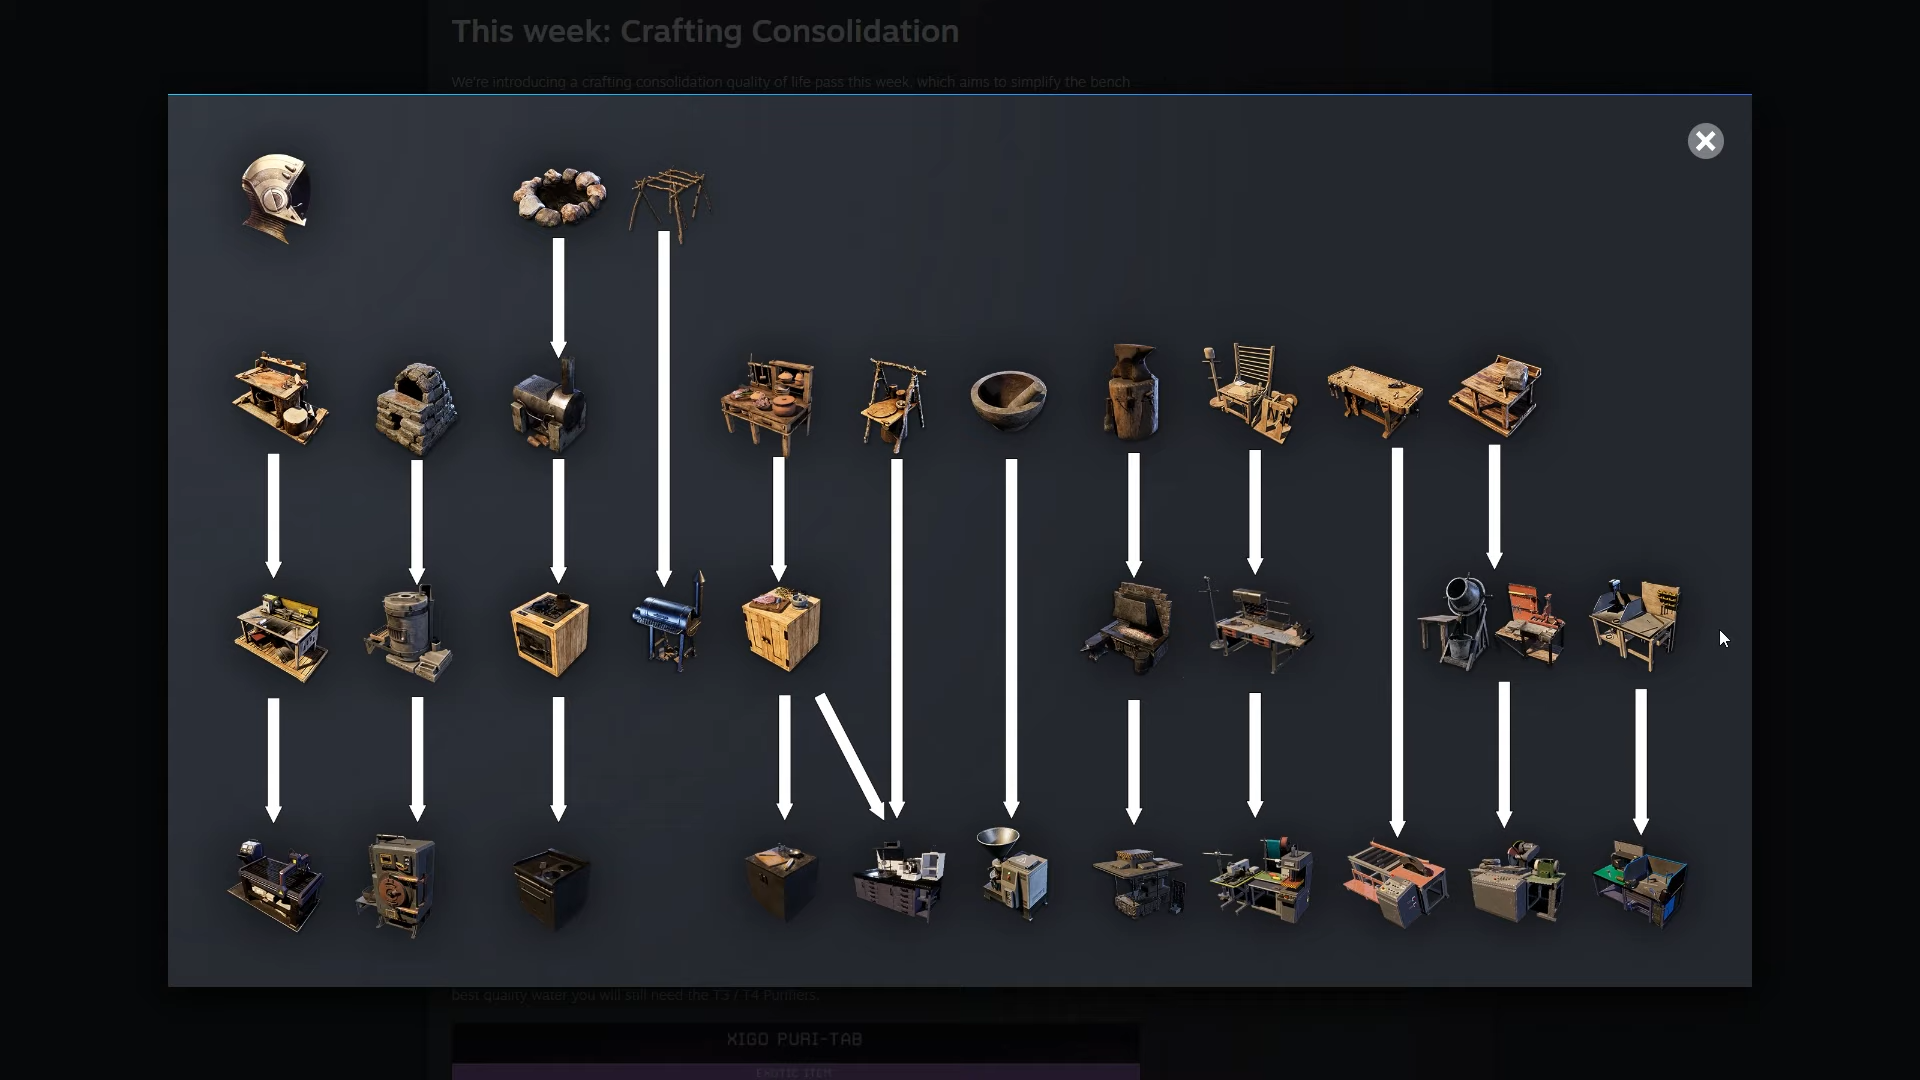 This week: Crafting Consolidation
We're introducing a crafting consolidation quality of life pass this week, which aims to simplify the bench
best quality water you will still need the T3 / T4 Purifiers.
XIGO PURI-TAB
EXOTIC ITEM